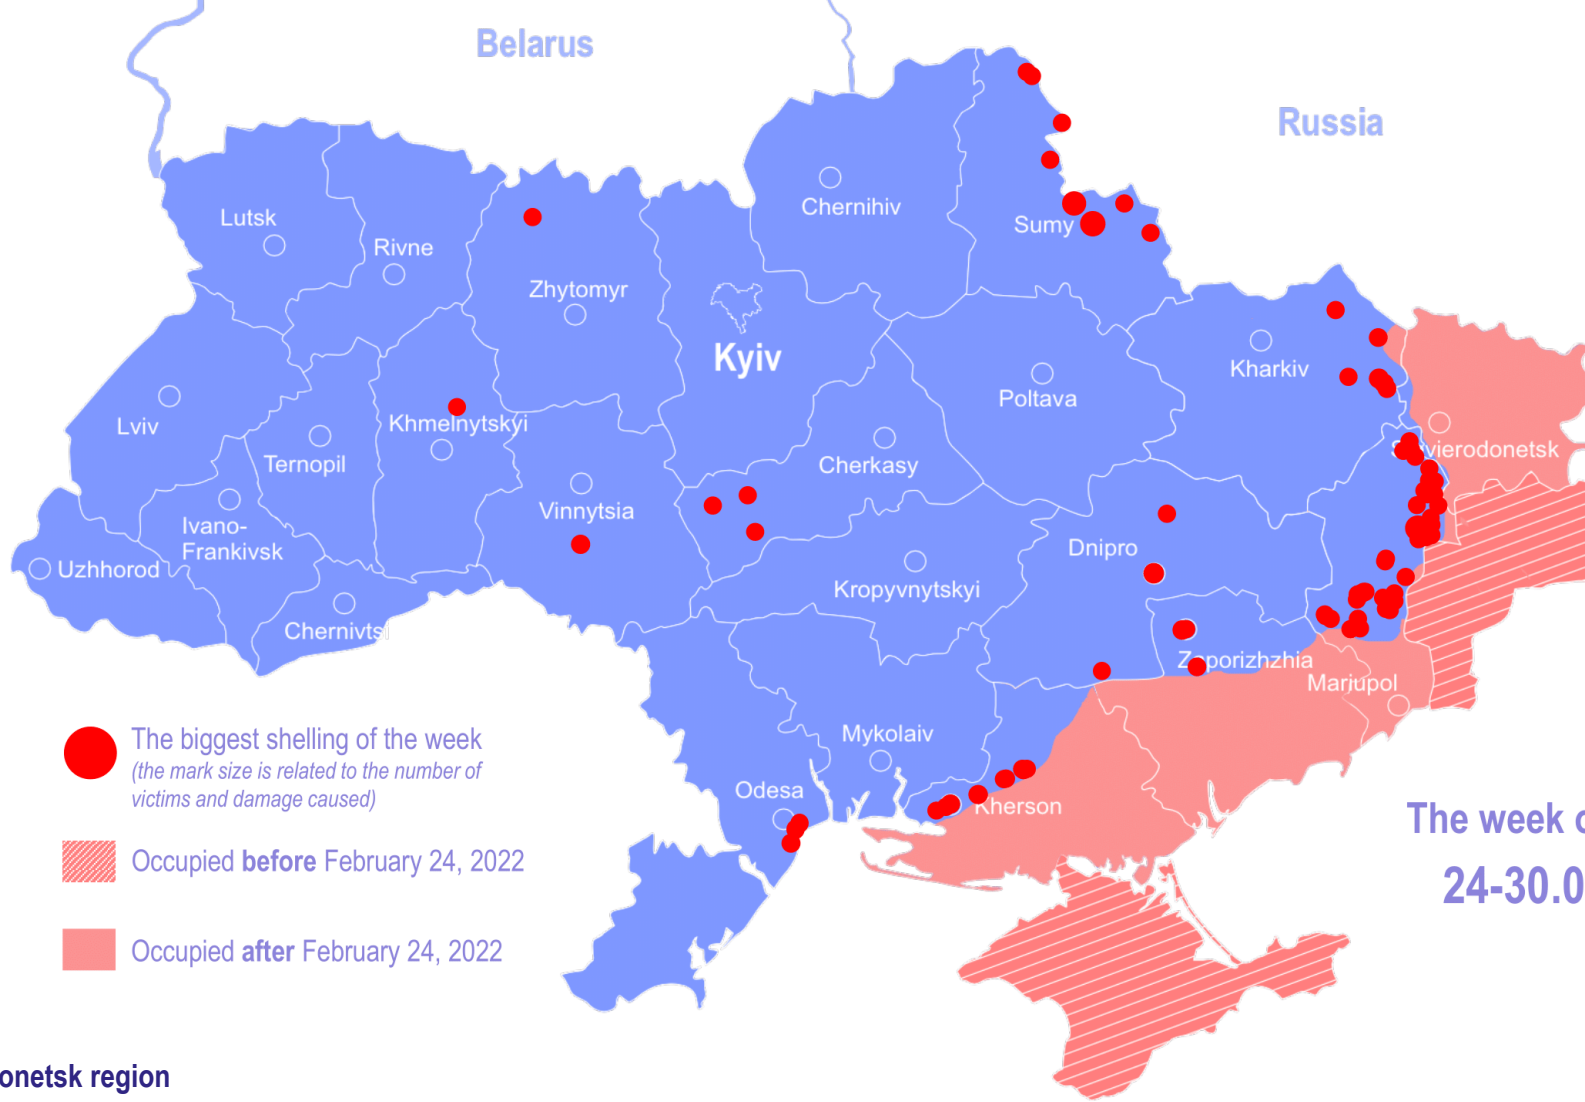 Belarus
Russia
Chernihiv
Lutsk
Sumy
Rivne
Zhytomyr
Kyiv
Kharkiv
Poltava
Lviv
Khmelnytskyi
Ternopil
Cherkasy
Vinnytsia
Ivano-
Frankivsk
Dnipro
Uzhhorod
Kropyvnytskyi
Chernivtsi
Zaporizhzhia
Mariupol
Mykolaiv
Odesa
Kherson
The biggest shelling of the week
(the mark size is related to the number of
victims and damage caused)
Occupied before February 24, 2022
Occupied after February 24, 2022
The week
24-30.0
onetsk region